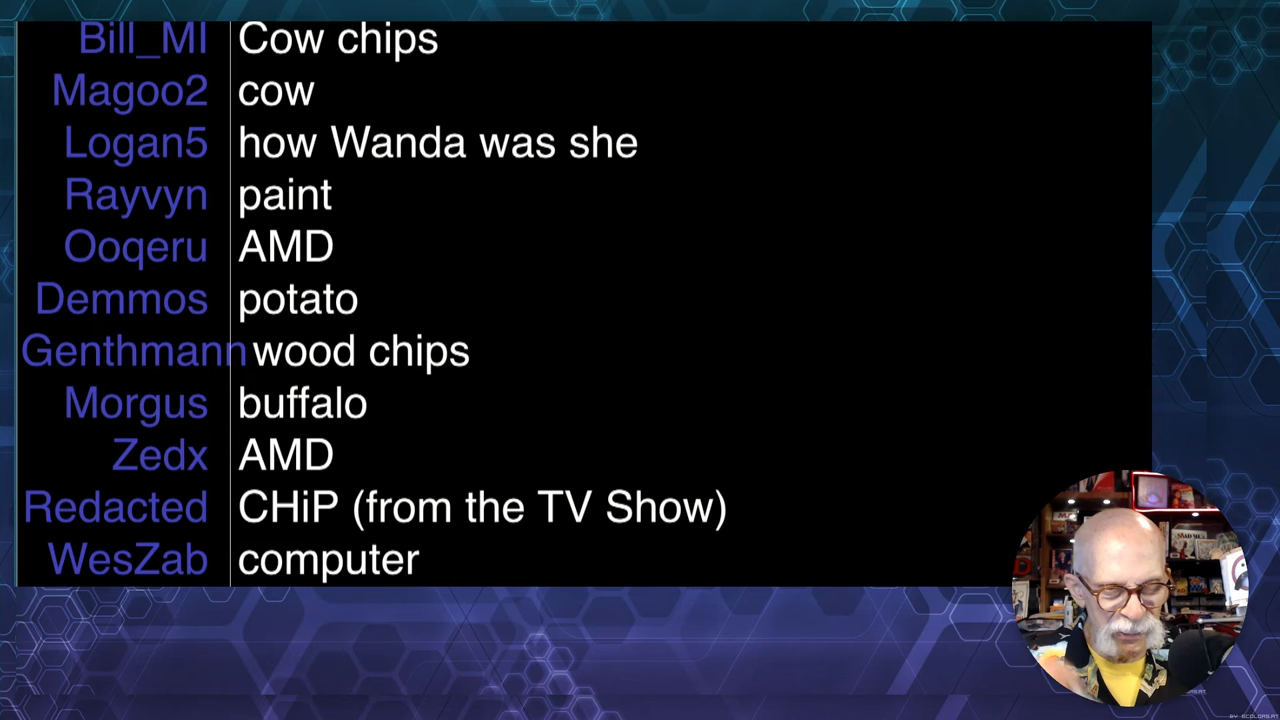 Bill_MI Cow chips
Magoo2 cow
Logan5 how Wanda was she
Rayvyn paint
Ooqeru AMD
Demmos potato
Genthmann wood chips
Morgus buffalo
Zedx AMD
Redacted CHiP (from the TV Show)
WesZab computer